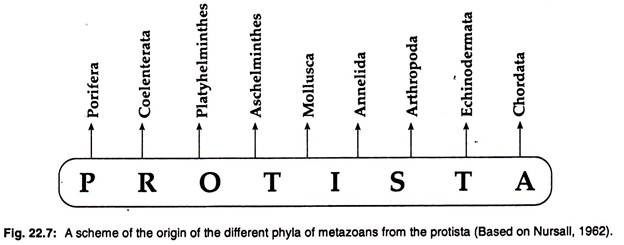 Porifera
Coelenterata
Platyhelminthes
Aschelminthes
Mollusca
Annelida
Arthropoda
Echinodermata
Chordata
P R O T I S T A
Fig. 22.7: A scheme of the origin of the different phyla of metazoans from the protista (Based on Nursall, 1962).